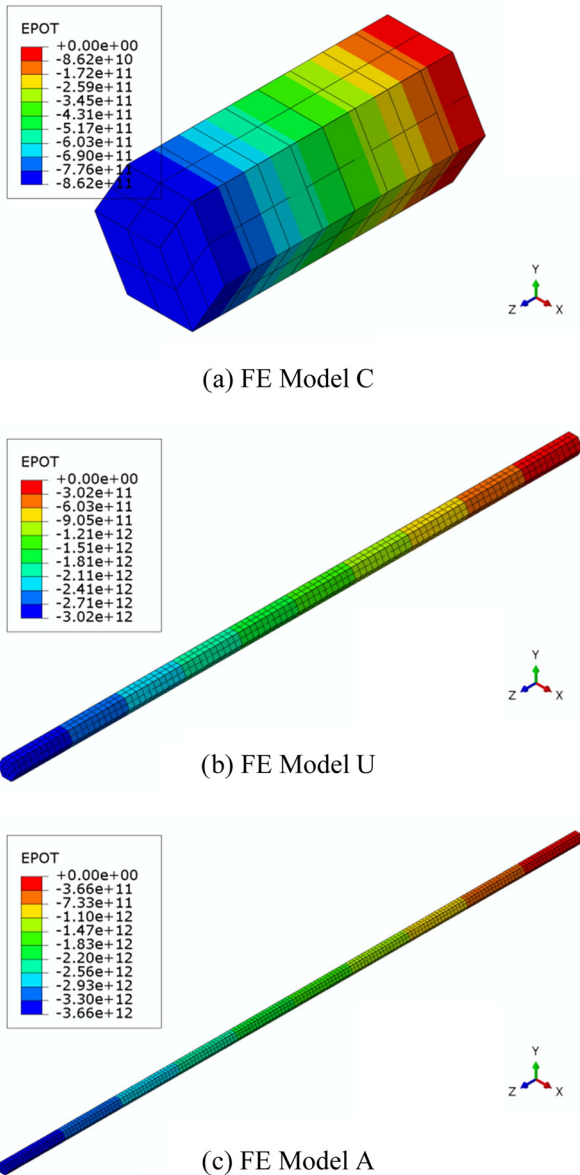 EPOT
+0.00e+00
-8.62e+10
-1.72e+11
-2.59e+11
-3.45e+11
-4.31e+11
-5.17e+11
-6.03e+11
-6.90e+11
-7.76e+11
-8.62e+11
Y
Z X
(a) FE Model C
EPOT
+0.00e+00
-3.02e+11
-6.03e+11
-9.05e+11
-1.21e+12
-1.51e+12
-1.81e+12
-2.11e+12
-2.41e+12
-2.71e+12
-3.02e+12
Y
Z X
(b) FE Model U
EPOT
+0.00e+00
-3.66e+11
-7.33e+11
-1.10e+12
-1.47e+12
-1.83e+12
-2.20e+12
-2.56e+12
-2.93e+12
-3.30e+12
-3.66e+12
Y
Z X
(c) FE Model A